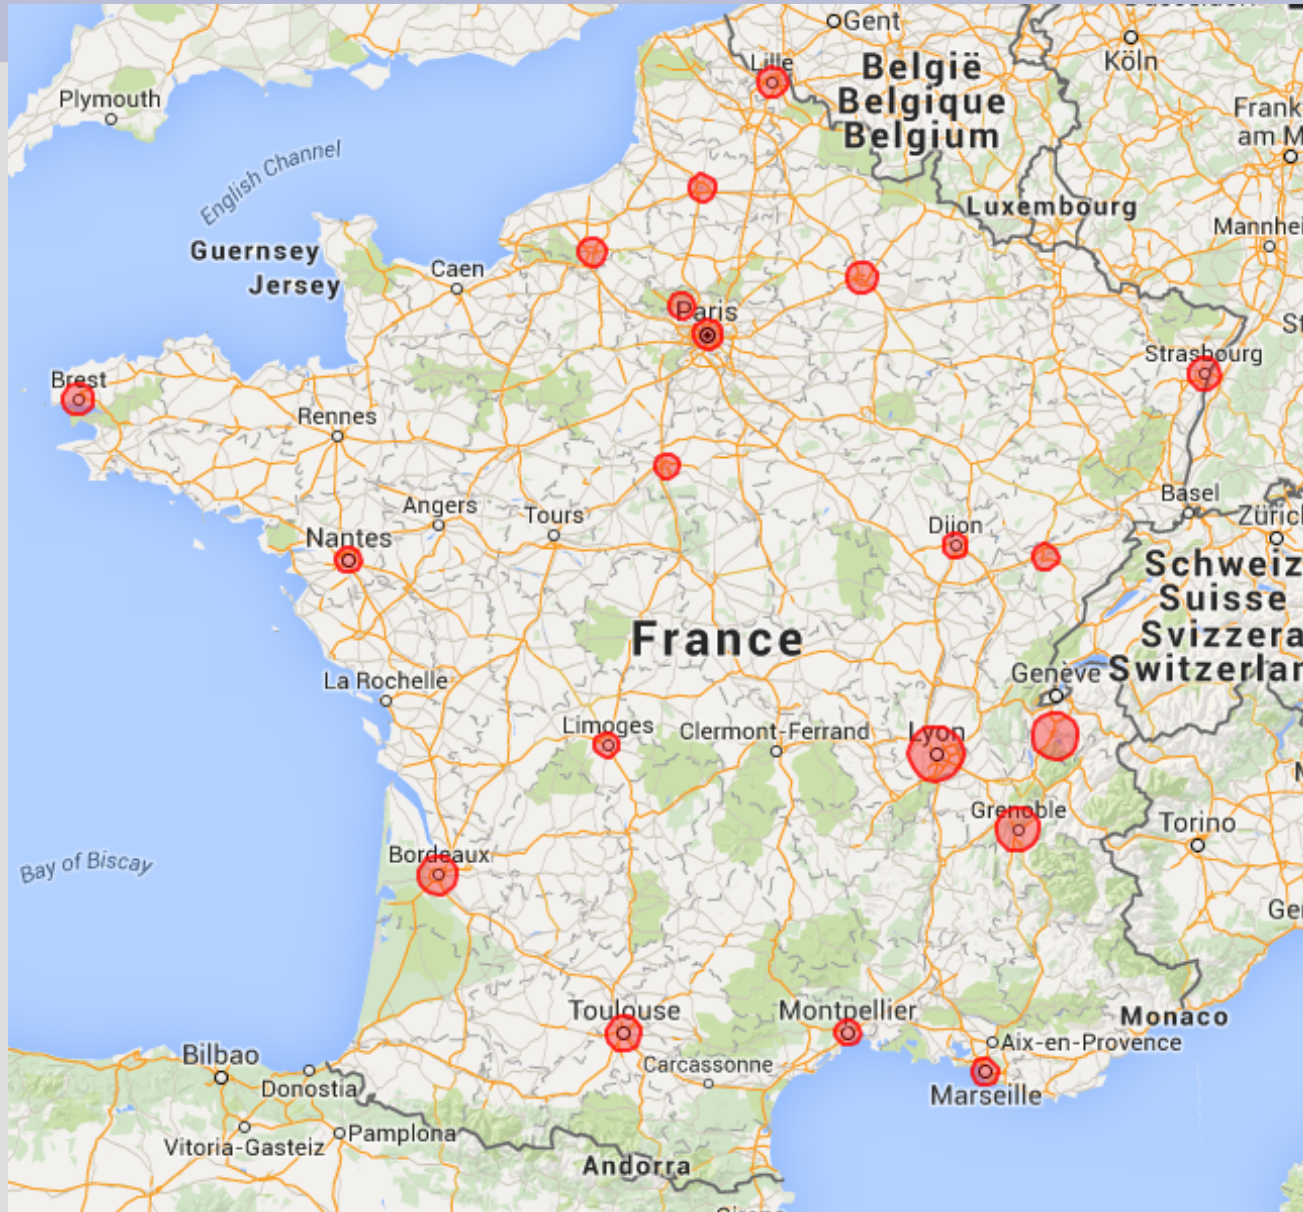 Gent
Köln
Lille
België
Belgique
Belgium
Plymouth
Frank
am M
English Channel
Luxembourg
Mannhei
Guernsey
Jersey
Caen
Paris
St
Strasbourg
Brest
Rennes
Basel
Zürich
Angers
Tours
Dijon
Nantes
Schweiz
Suisse
Svizzera
Switzerlan
France
Genève
La Rochelle
Limoges
Clermont-Ferrand
Lyon
Grenoble
Torino
Bordeaux
Bay of Biscay
Ge
Toulouse
Montpellier
Monaco
Aix-en-Provence
Bilbao
Carcassonne
Donostia
Marseille
Vitoria-Gasteiz
Pamplona
Andorra